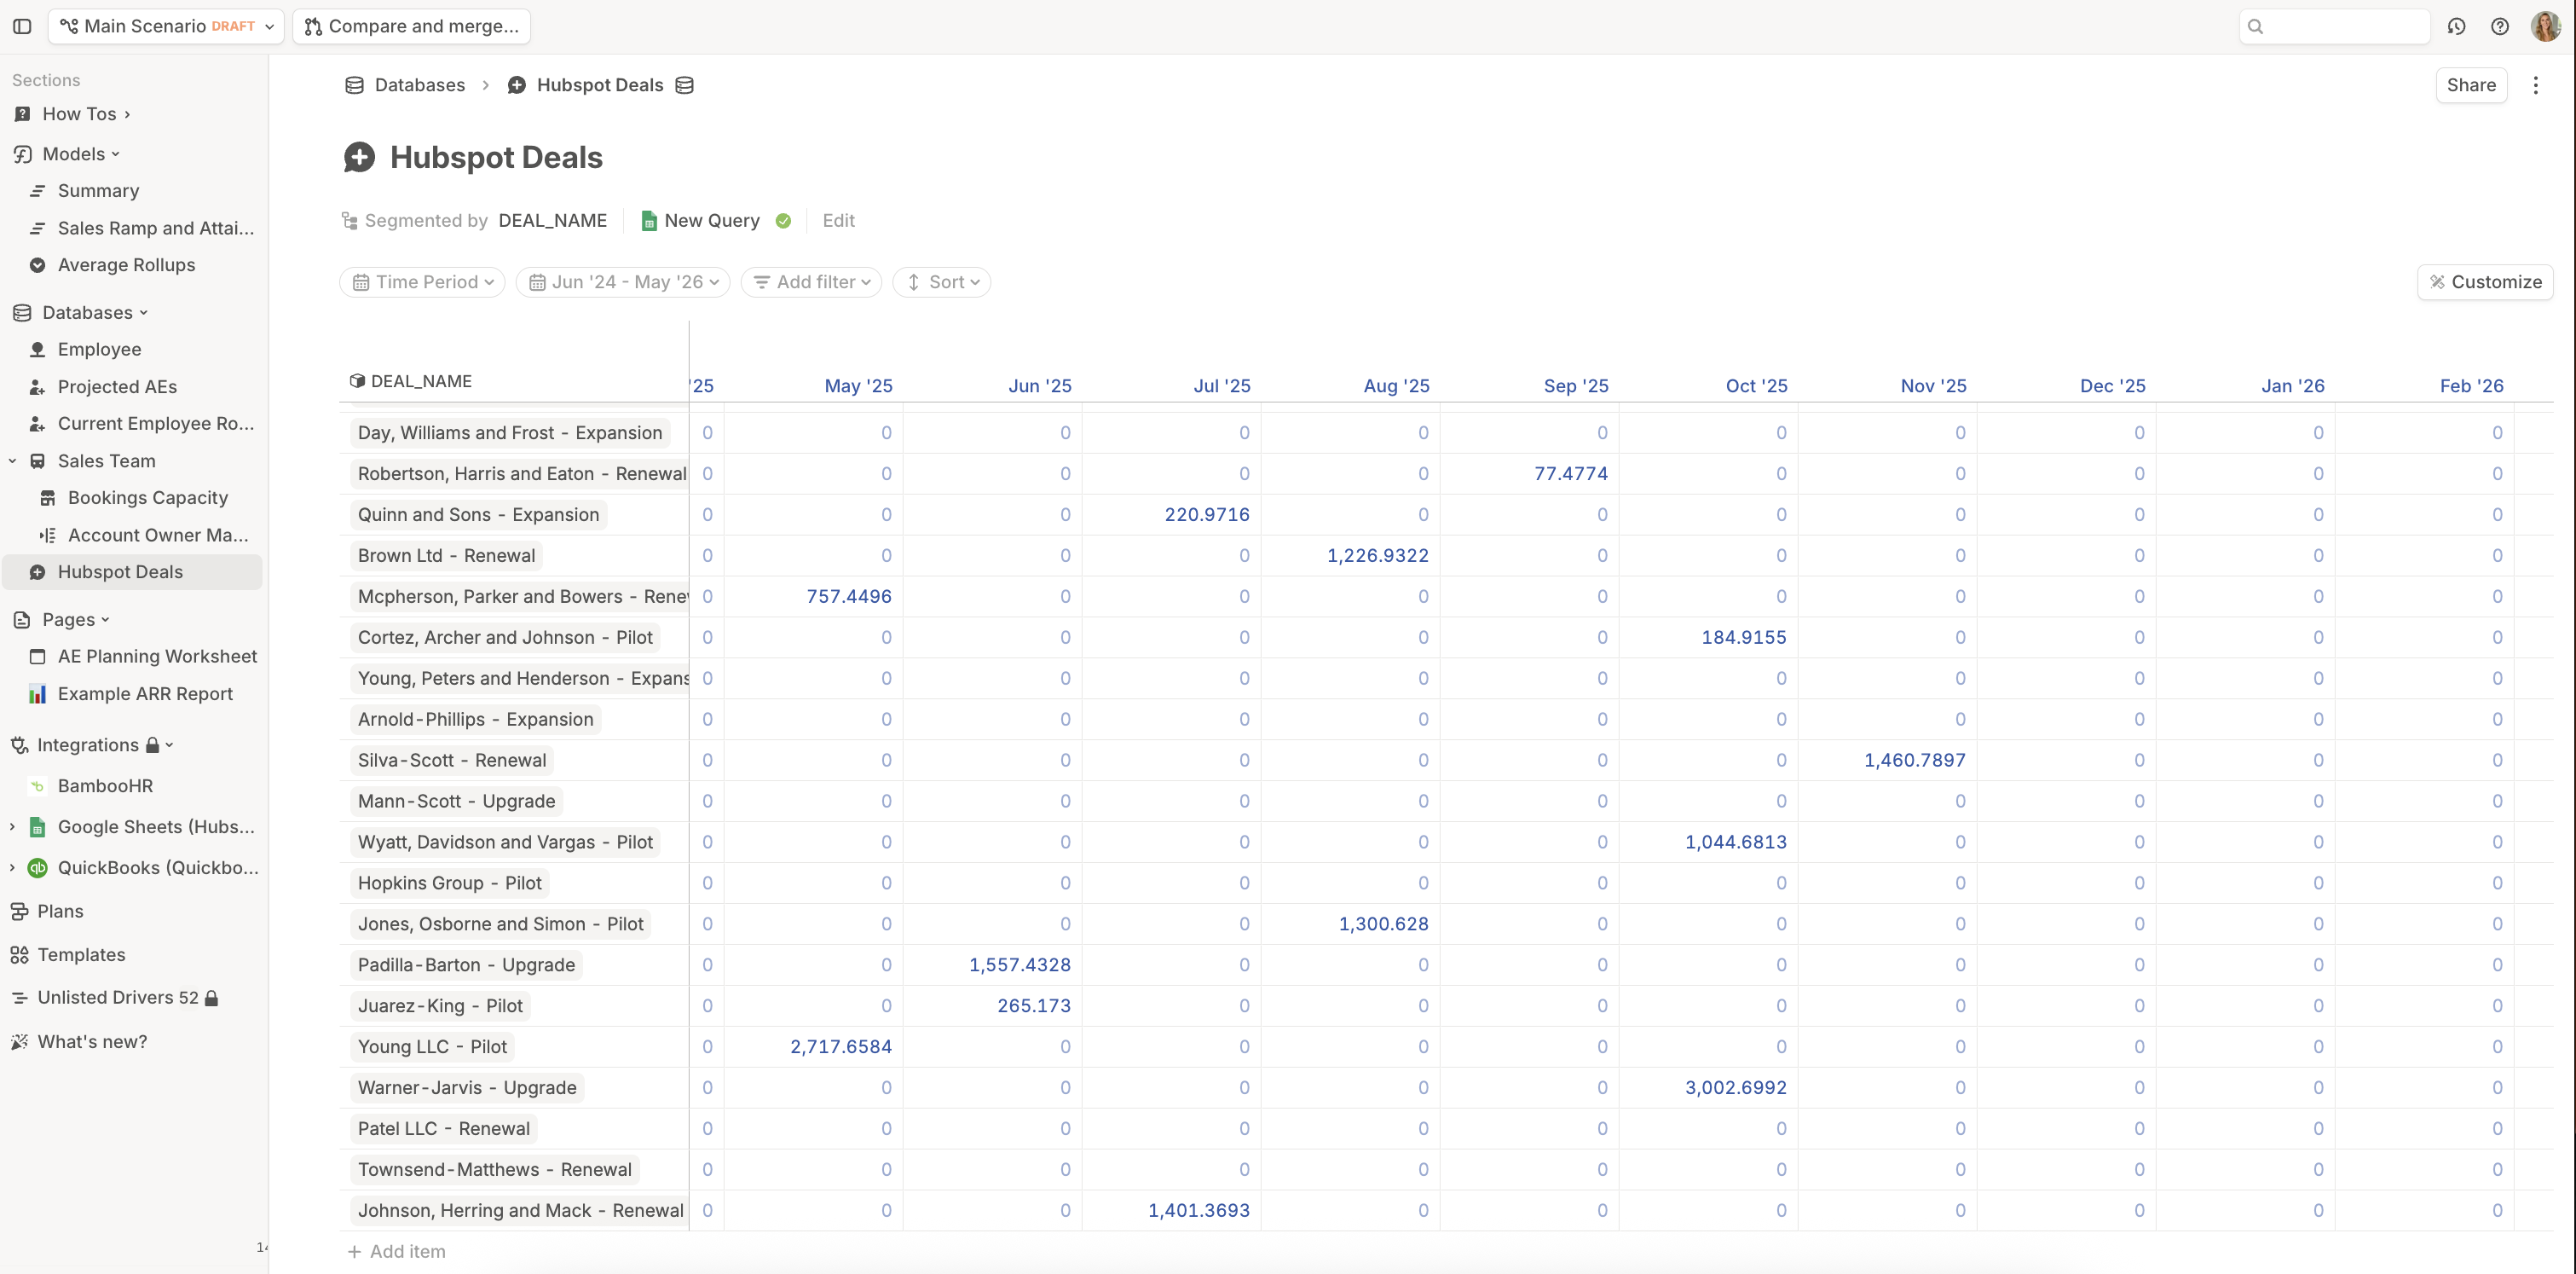 Main Scenario DRAFT
Compare and merge...
Sections
How Tos
Models
Summary
Sales Ramp and Attai...
Average Rollups
Databases
Employee
Projected AEs
Current Employee Ro...
Sales Team
Bookings Capacity
Account Owner Ma...
Hubspot Deals
Pages
AE Planning Worksheet
Example ARR Report
Integrations
BambooHR
Google Sheets (Hubs...
QuickBooks (Quickbo...
Plans
Templates
Unlisted Drivers 52
What's new?
Databases > Hubspot Deals
Share
Hubspot Deals
Segmented by DEAL_NAME New Query Edit
Time Period Jun '24 - May '26 Add filter Sort
Customize
DEAL_NAME '25 May '25 Jun '25 Jul '25 Aug '25 Sep '25 Oct '25 Nov '25 Dec '25 Jan '26 Feb '26
Day, Williams and Frost - Expansion 0 0 0 0 0 0 0 0 0 0 0
Robertson, Harris and Eaton - Renewal 0 0 0 0 0 77.4774 0 0 0 0 0
Quinn and Sons - Expansion 0 0 0 220.9716 0 0 0 0 0 0 0
Brown Ltd - Renewal 0 0 0 0 1,226.9322 0 0 0 0 0 0
Mcpherson, Parker and Bowers - Rene 0 757.4496 0 0 0 0 0 0 0 0 0
Cortez, Archer and Johnson - Pilot 0 0 0 0 0 0 184.9155 0 0 0 0
Young, Peters and Henderson - Expans 0 0 0 0 0 0 0 0 0 0 0
Arnold-Phillips - Expansion 0 0 0 0 0 0 0 0 0 0 0
Silva-Scott - Renewal 0 0 0 0 0 0 0 1,460.7897 0 0 0
Mann-Scott - Upgrade 0 0 0 0 0 0 0 0 0 0 0
Wyatt, Davidson and Vargas - Pilot 0 0 0 0 0 0 1,044.6813 0 0 0 0
Hopkins Group - Pilot 0 0 0 0 0 0 0 0 0 0 0
Jones, Osborne and Simon - Pilot 0 0 0 0 1,300.628 0 0 0 0 0 0
Padilla-Barton - Upgrade 0 0 1,557.4328 0 0 0 0 0 0 0 0
Juarez-King - Pilot 0 0 265.173 0 0 0 0 0 0 0 0
Young LLC - Pilot 0 2,717.6584 0 0 0 0 0 0 0 0 0
Warner-Jarvis - Upgrade 0 0 0 0 0 0 3,002.6992 0 0 0 0
Patel LLC - Renewal 0 0 0 0 0 0 0 0 0 0 0
Townsend-Matthews - Renewal 0 0 0 0 0 0 0 0 0 0 0
Johnson, Herring and Mack - Renewal 0 0 0 1,401.3693 0 0 0 0 0 0 0
+ Add item